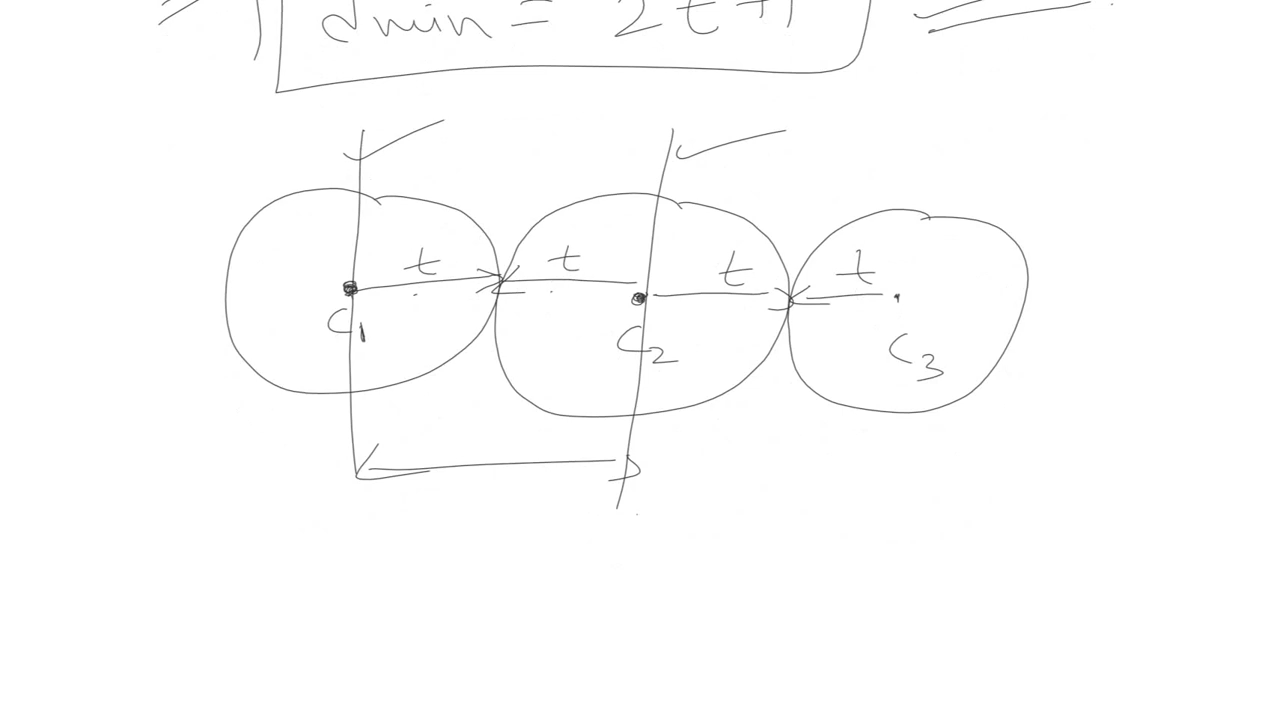 ⇒ dmin = 2t+1
t t t t
C1 C2 C3